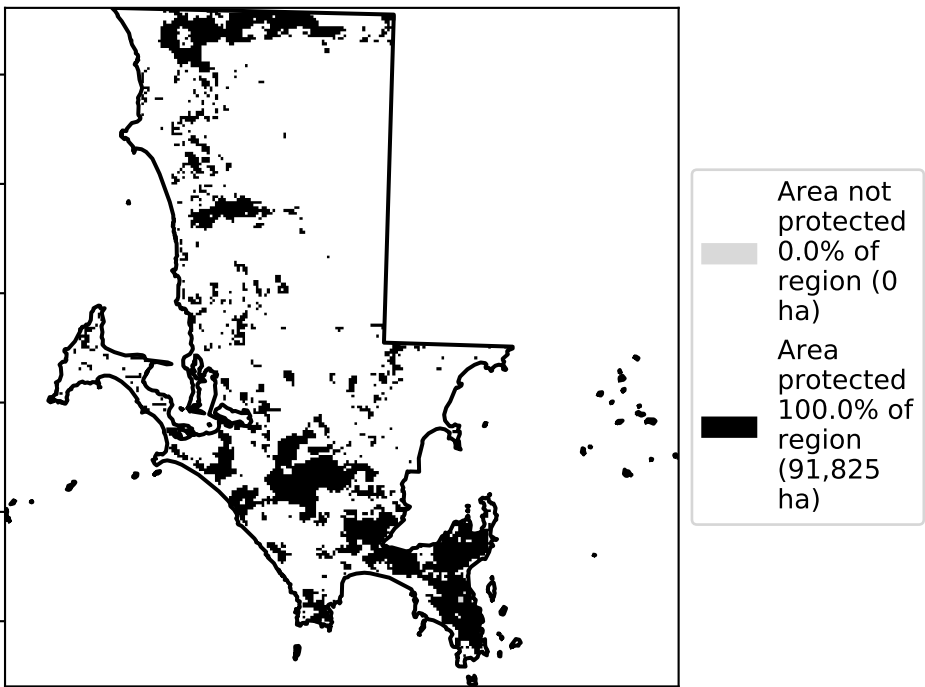 Area not
protected
0.0% of
region (0
ha)
Area
protected
100.0% of
region
(91,825
ha)